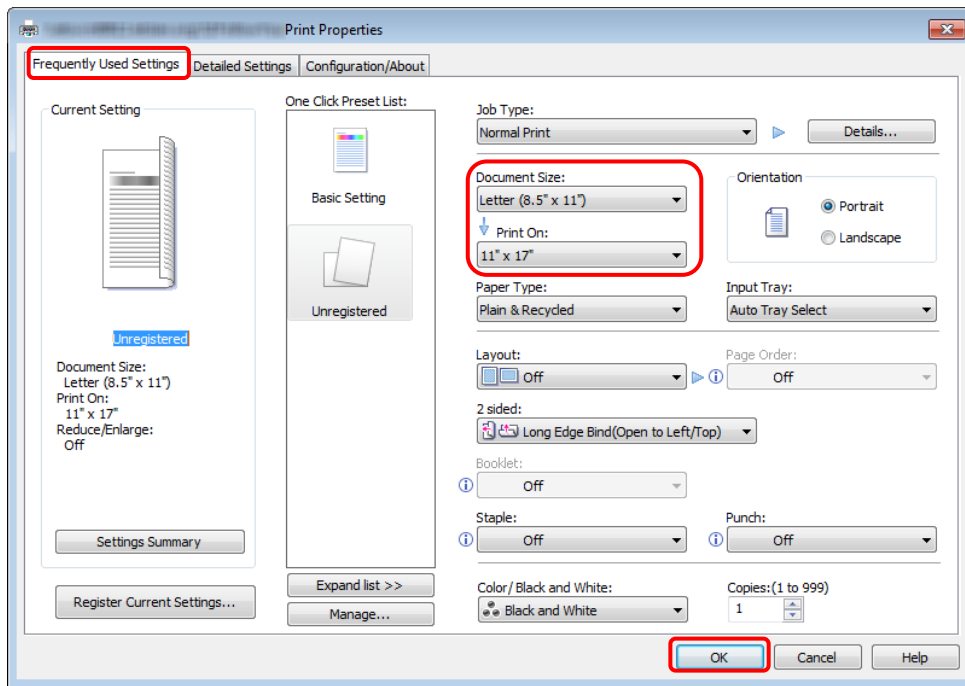 Print Properties
Frequently Used Settings
Detailed Settings
Configuration/About
Current Setting
Unregistered
Document Size:
Letter (8.5" x 11")
Print On:
11" x 17"
Reduce/Enlarge:
Off
Settings Summary
Register Current Settings...
One Click Preset List:
Basic Setting
Unregistered
Expand list >>
Manage...
Job Type:
Normal Print
Details...
Document Size:
Letter (8.5" x 11")
Print On:
11" x 17"
Orientation
Portrait
Landscape
Paper Type:
Plain & Recycled
Input Tray:
Auto Tray Select
Layout:
Off
Page Order:
Off
2 sided:
Long Edge Bind(Open to Left/Top)
Booklet:
Off
Staple:
Off
Punch:
Off
Color/Black and White:
Black and White
Copies:(1 to 999)
1
OK
Cancel
Help